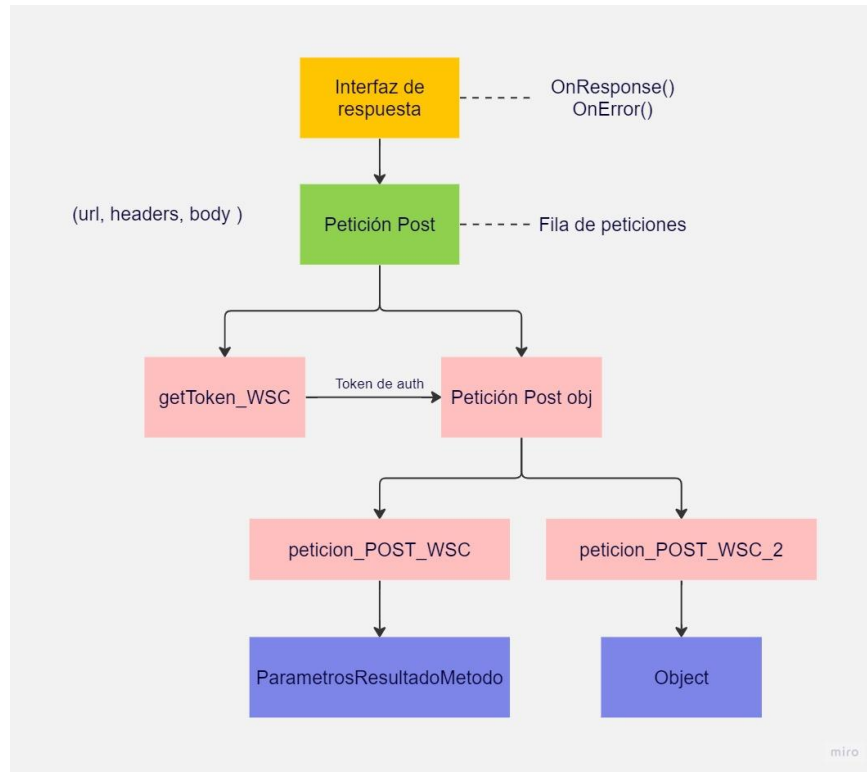 Interfaz de
respuesta
OnResponse()
OnError()
(url, headers, body )
Petición Post
Fila de peticiones
getToken_WSC
Token de auth
Petición Post obj
peticion_POST_WSC
peticion_POST_WSC_2
ParametrosResultadoMetodo
Object
miro